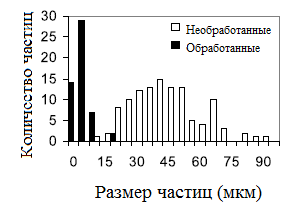 Количество частиц
30
25
20
15
10
5
0
Необработанные
Обработанные
0 15 30 45 60 75 90
Размер частиц (мкм)